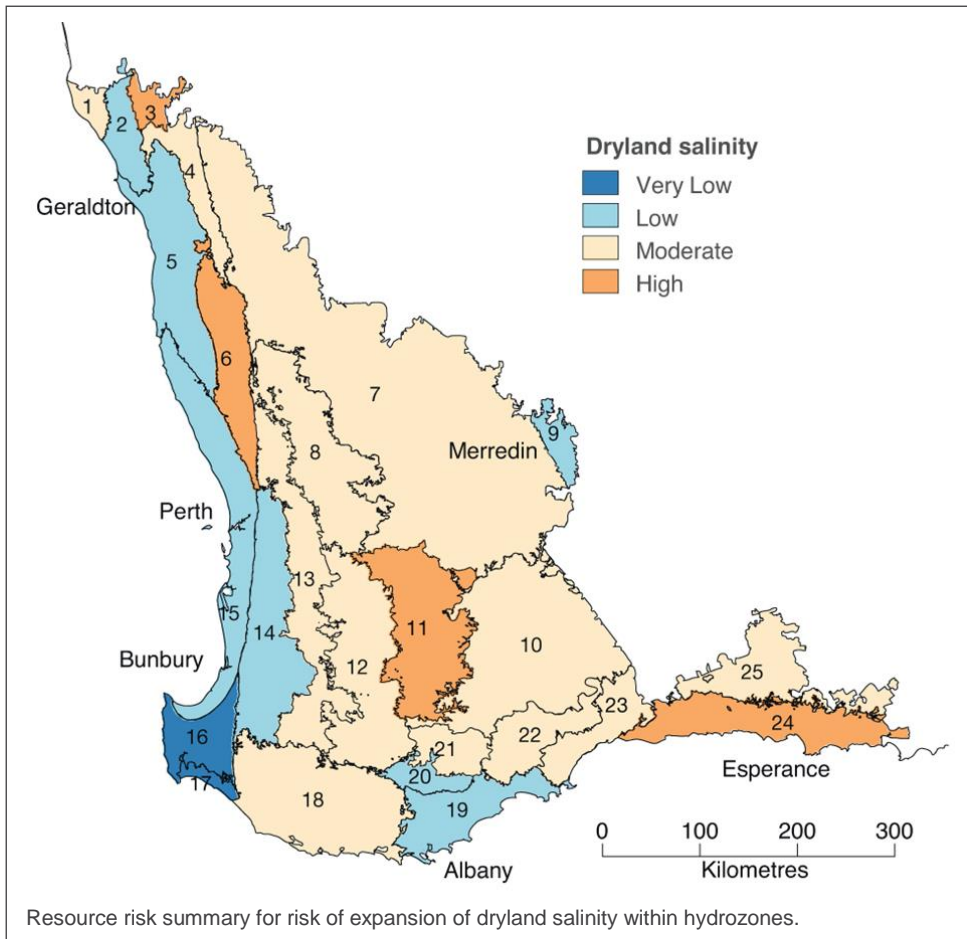 1
2
3
4
Geraldton
5
6
7
8
Merredin
9
Perth
13
11
10
15
14
12
Bunbury
25
23
24
16
21
22
17
20
18
19
Esperance
Albany
Dryland salinity
Very Low
Low
Moderate
High
0 100 200 300
Kilometres
Resource risk summary for risk of expansion of dryland salinity within hydrozones.